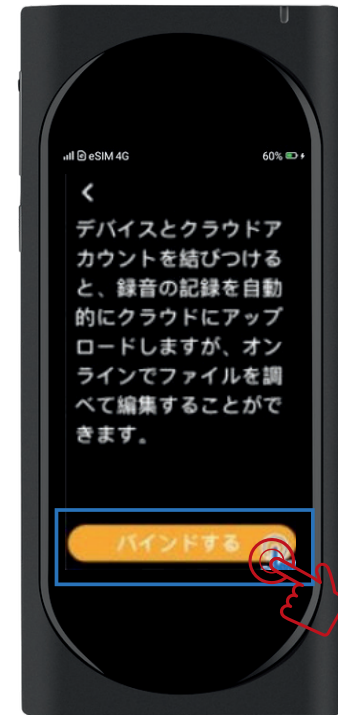 eSIM 4G 60%
デバイスとクラウドア
カウントを結びつける
と、録音の記録を自動
的にクラウドにアップ
ロードしますが、オン
ラインでファイルを調
べて編集することがで
きます。
バインドする